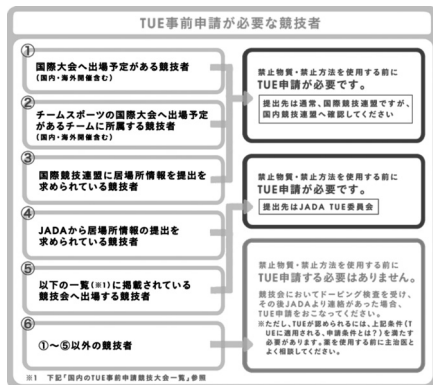 TUE事前申請が必要な競技者
①
国際大会へ出場予定がある競技者
(国内・海外開催含む)
②
チームスポーツの国際大会へ出場予定
があるチームに所属する競技者
(国内・海外開催含む)
③
国際競技連盟に居場所情報を提出を
求められている競技者
④
JADAから居場所情報の提出を
求められている競技者
⑤
以下の一覧(※1)に掲載されている
競技会へ出場する競技者
⑥
①〜⑤以外の競技者
禁止物質・禁止方法を使用する前に
TUE申請が必要です。
提出先は通常、国際競技連盟ですが、
国内競技連盟へ確認してください
禁止物質・禁止方法を使用する前に
TUE申請が必要です。
提出先はJADA TUE委員会
禁止物質・禁止方法を使用する前に
TUE申請する必要はありません。
競技会においてドーピング検査を受け、
その後JADAより連絡があった場合、
TUE申請をおこなってください。
※ただし、TUEが認められるには、上記条件(T
UEに適用される、申請条件とは?)を満たす
必要があります。薬を使用する前に主治医と
よく相談してください。
※1 下記「国内のTUE事前申請競技大会一覧」参照